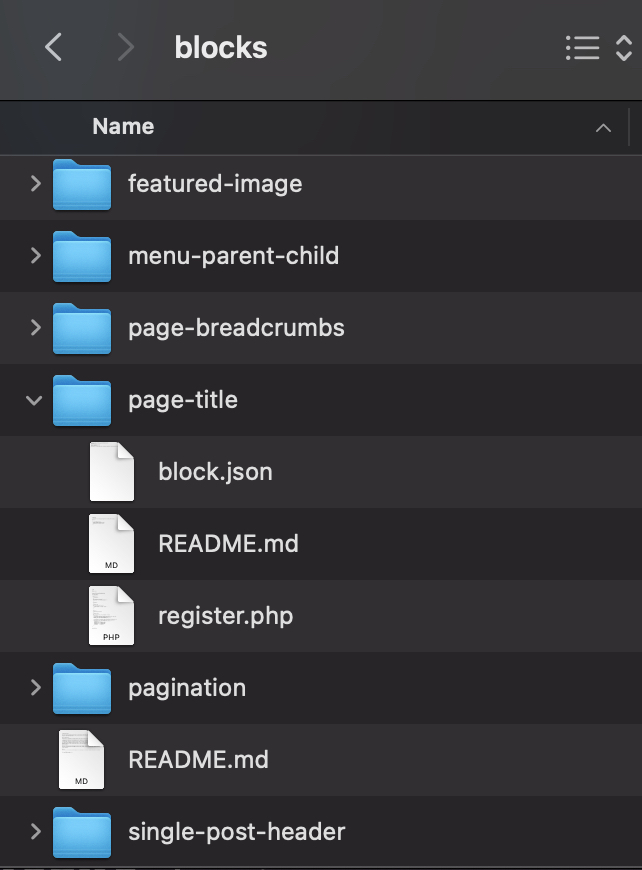 blocks
Name
featured-image
menu-parent-child
page-breadcrumbs
page-title
block.json
MD
README.md
PHP
register.php
pagination
MD
README.md
single-post-header